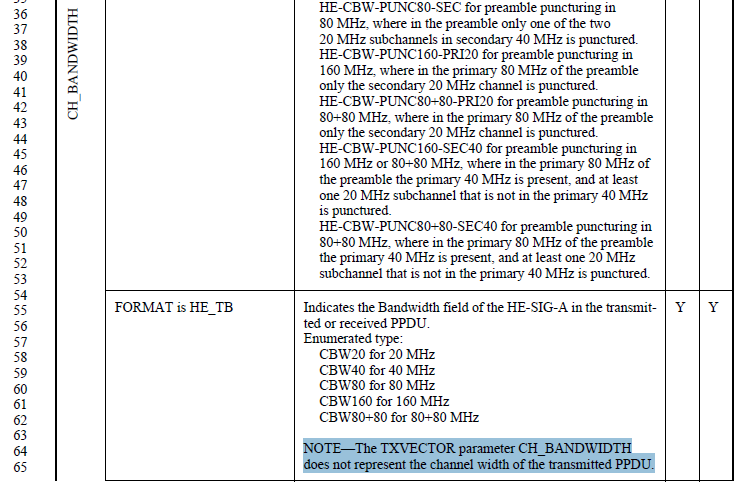 35
36
37
38
39
40
41
42
43
44
45
46
47
48
49
50
51
52
53
54
55
56
57
58
59
60
61
62
63
64
65
CH_BANDWIDTH
HE-CBW-PUNC80-SEC for preamble puncturing in
80 MHz, where in the preamble only one of the two
20 MHz subchannels in secondary 40 MHz is punctured.
HE-CBW-PUNC160-PRI20 for preamble puncturing in
160 MHz, where in the primary 80 MHz of the preamble
only the secondary 20 MHz channel is punctured.
HE-CBW-PUNC80+80-PRI20 for preamble puncturing in
80+80 MHz, where in the primary 80 MHz of the preamble
only the secondary 20 MHz channel is punctured.
HE-CBW-PUNC160-SEC40 for preamble puncturing in
160 MHz or 80+80 MHz, where in the primary 80 MHz of
the preamble the primary 40 MHz is present, and at least
one 20 MHz subchannel that is not in the primary 40 MHz
is punctured.
HE-CBW-PUNC80+80-SEC40 for preamble puncturing in
80+80 MHz, where in the primary 80 MHz of the preamble
the primary 40 MHz is present, and at least one 20 MHz
subchannel that is not in the primary 40 MHz is punctured.
FORMAT is HE_TB
Indicates the Bandwidth field of the HE-SIG-A in the transmit-
ted or received PPDU.
Enumerated type:
CBW20 for 20 MHz
CBW40 for 40 MHz
CBW80 for 80 MHz
CBW160 for 160 MHz
CBW80+80 for 80+80 MHz
NOTE—The TXVECTOR parameter CH_BANDWIDTH
does not represent the channel width of the transmitted PPDU.
Y
Y